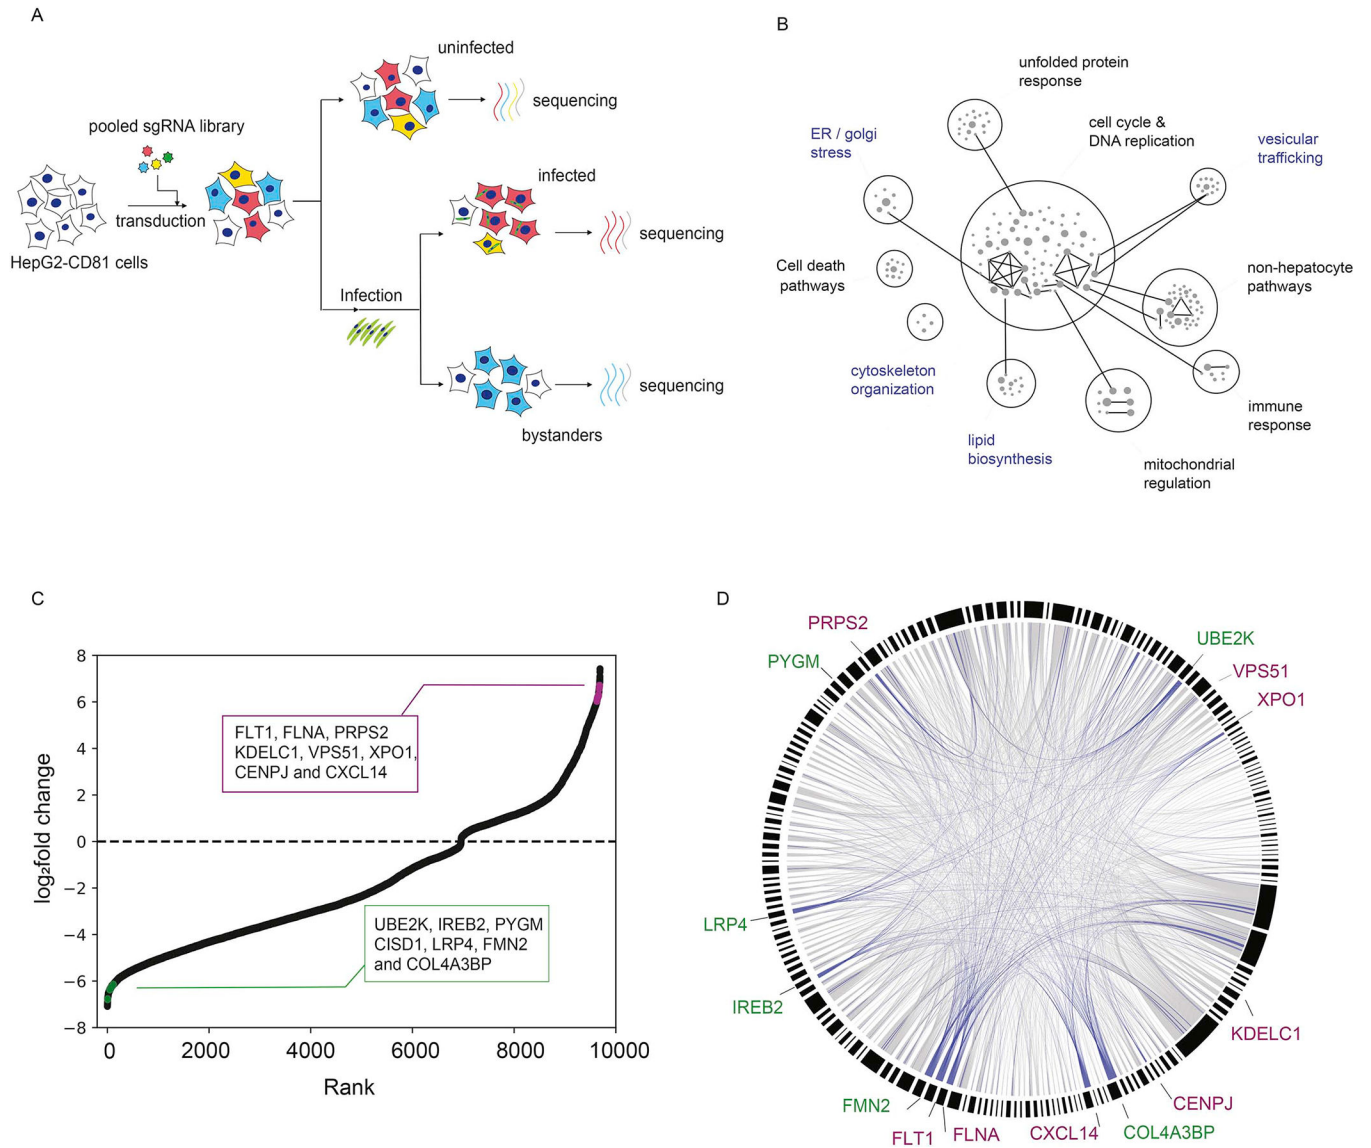 A
uninfected
sequencing
pooled sgRNA library
transduction
HepG2-CD81 cells
infected
sequencing
Infection
sequencing
bystanders
B
unfolded protein
response
cell cycle &
DNA replication
ER / golgi
stress
vesicular
trafficking
Cell death
pathways
non-hepatocyte
pathways
cytoskeleton
organization
lipid
biosynthesis
immune
response
mitochondrial
regulation
C
8
6
4
2
0
−2
−4
−6
−8
log₂fold change
FLT1, FLNA, PRPS2
KDELC1, VPS51, XPO1,
CENPJ and CXCL14
UBE2K, IREB2, PYGM
CISD1, LRP4, FMN2
and COL4A3BP
0 2000 4000 6000 8000 10000
Rank
D
PRPS2
PYGM
UBE2K
VPS51
XPO1
LRP4
IREB2
KDELC1
FMN2
FLT1
FLNA
CXCL14
COL4A3BP
CENPJ